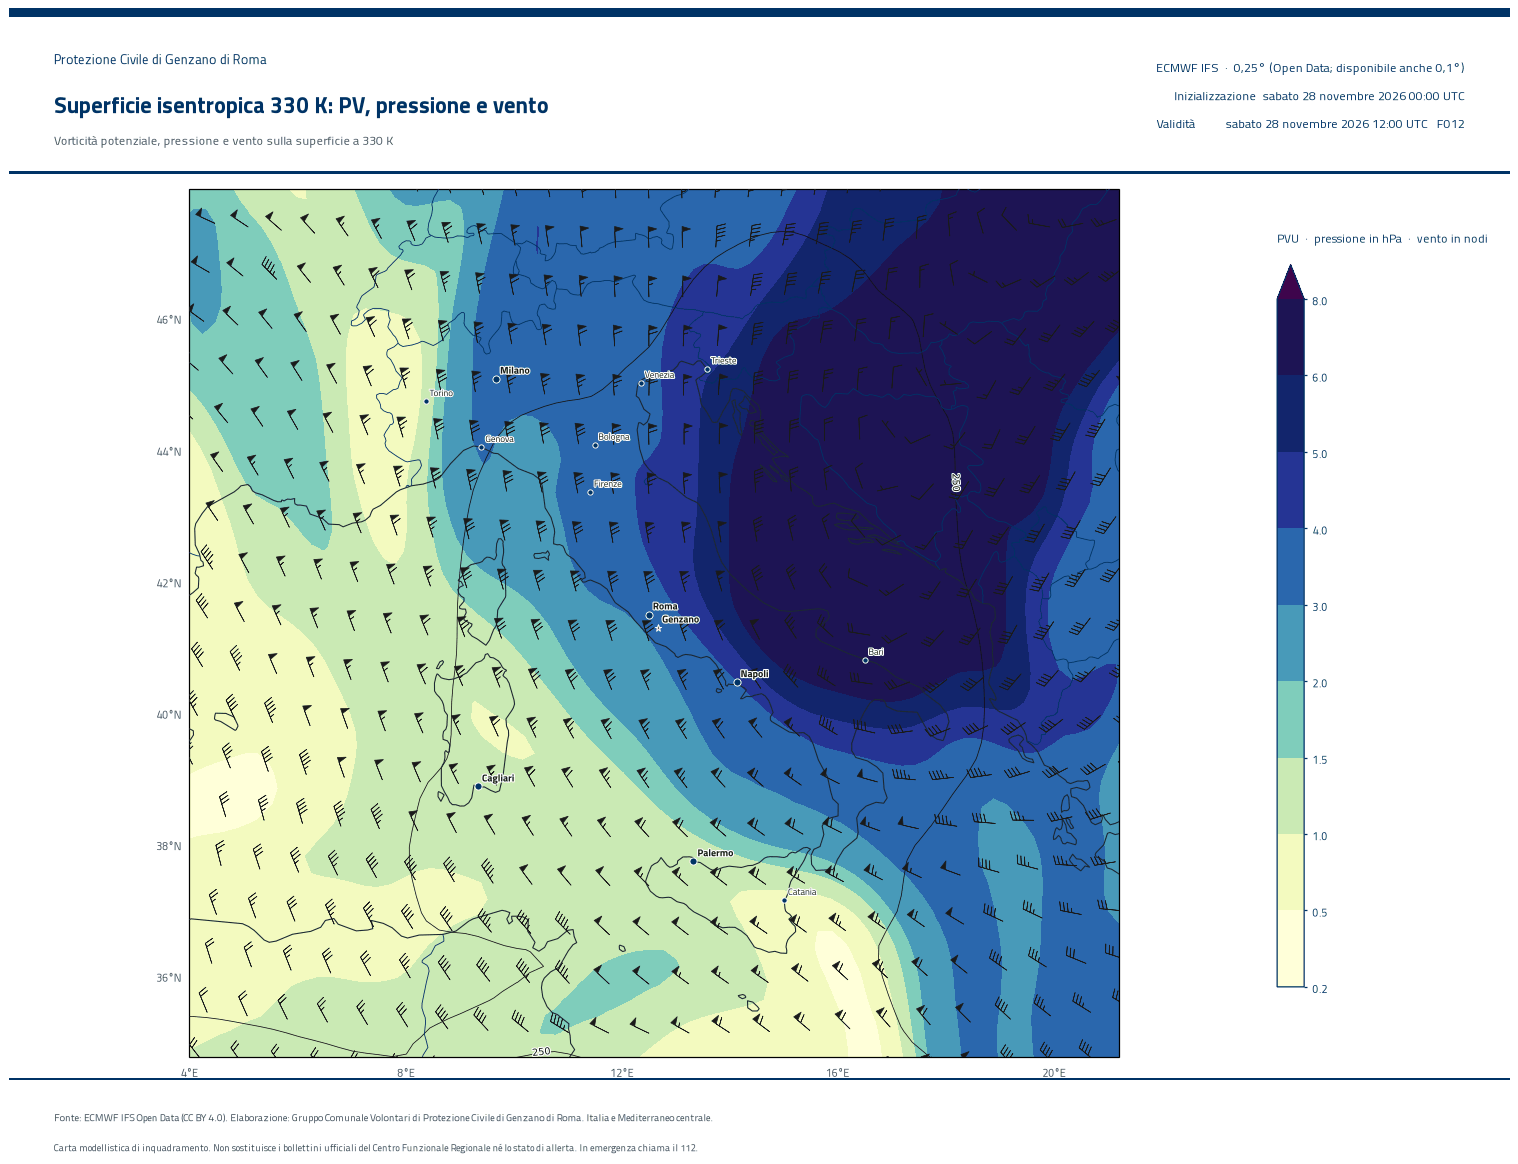 Protezione Civile di Genzano di Roma
Superficie isentropica 330 K: PV, pressione e vento
Vorticità potenziale, pressione e vento sulla superficie a 330 K
ECMWF IFS · 0,25° (Open Data; disponibile anche 0,1°)
Inizializzazione sabato 28 novembre 2026 00:00 UTC
Validità sabato 28 novembre 2026 12:00 UTC F012
PVU · pressione in hPa · vento in nodi
8.0
6.0
5.0
4.0
3.0
2.0
1.5
1.0
0.5
0.2
46°N
44°N
42°N
40°N
38°N
36°N
4°E
8°E
12°E
16°E
20°E
Trieste
Milano
Venezia
Torino
Genova
Bologna
Firenze
250
Roma
Genzano
Bari
Napoli
Cagliari
Palermo
Catania
250
Fonte: ECMWF IFS Open Data (CC BY 4.0). Elaborazione: Gruppo Comunale Volontari di Protezione Civile di Genzano di Roma. Italia e Mediterraneo centrale.
Carta modellistica di inquadramento. Non sostituisce i bollettini ufficiali del Centro Funzionale Regionale né lo stato di allerta. In emergenza chiama il 112.